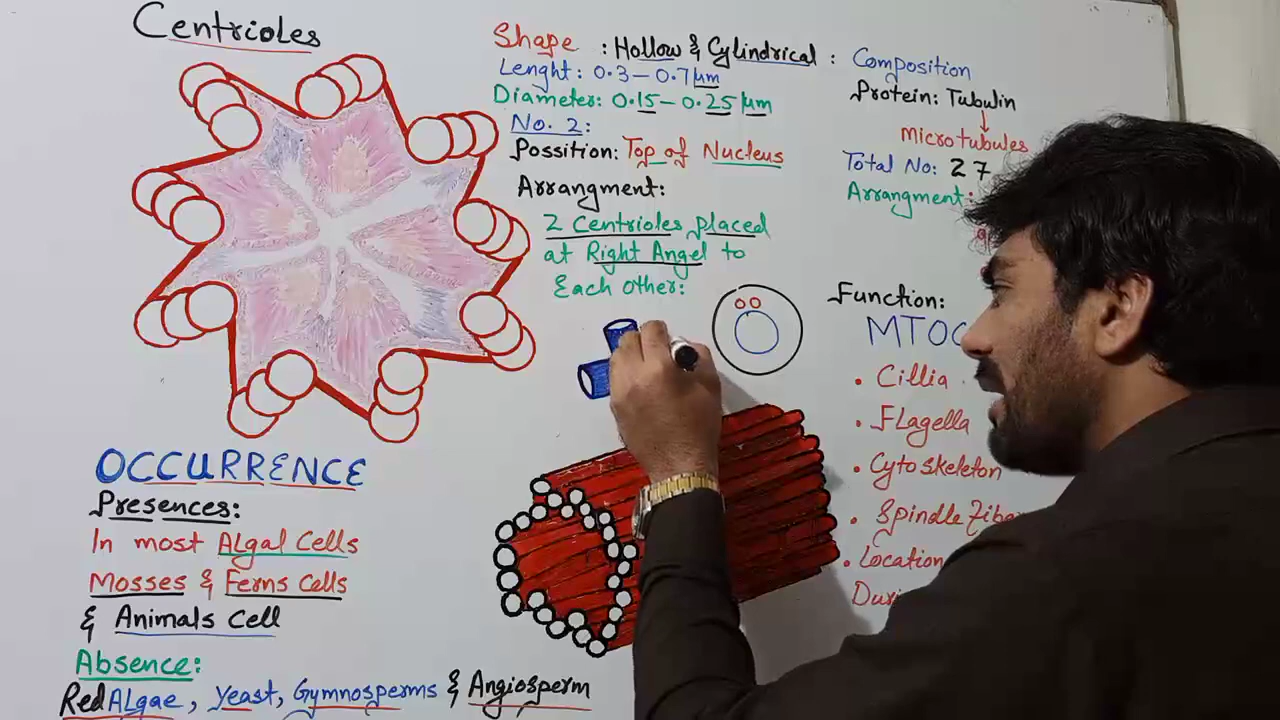 Centrioles
Shape : Hollow & Cylindrical :
Lenght: 0.3 – 0.7 μm
Diameter: 0.15 – 0.25 μm
No. 2:
Possition: Top of Nucleus
Arrangment:
2 Centrioles placed
at Right Angel to
Each other:
Composition
Protein: Tubulin
microtubules
Total No: 27
Arrangment:
Function:
MTOC
• Cillia
• Flagella
• Cytoskeleton
• Spindle
• Location
OCCURRENCE
Presences:
In most Algal Cells
Mosses & Ferns Cells
& Animals Cell
Absence:
Red Algae, Yeast, Gymnosperms & Angiosperm